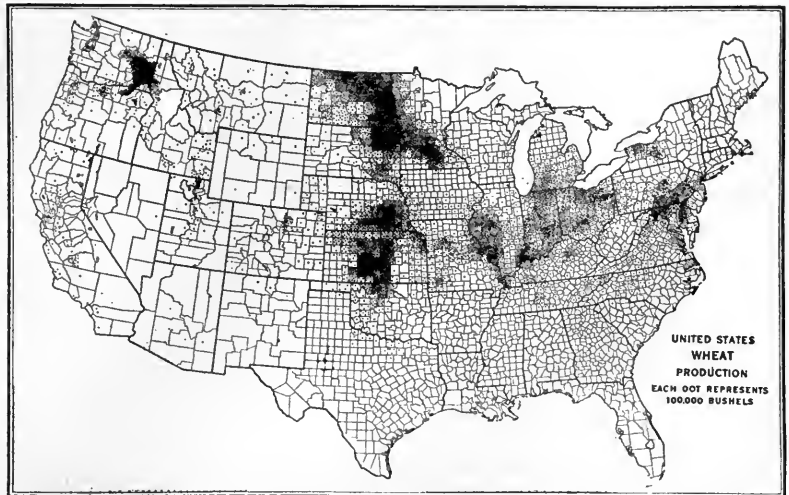 UNITED STATES
WHEAT
PRODUCTION
EACH DOT REPRESENTS
100,000 BUSHELS